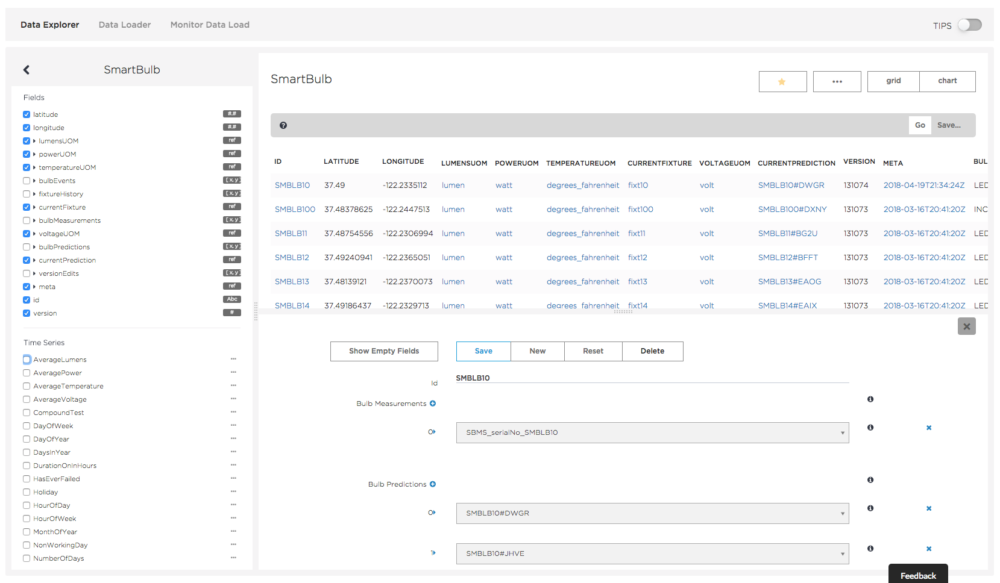 Data Explorer Data Loader Monitor Data Load TIPS
SmartBulb
Fields
latitude #.#
longitude #.#
lumensUOM ref
powerUOM ref
temperatureUOM ref
bulbEvents [x,y]
fixtureHistory [x,y]
currentFixture ref
bulbMeasurements [x,y]
voltageUOM ref
bulbPredictions [x,y]
currentPrediction ref
versionEdits [x,y]
meta ref
id Abc
version #
Time Series
AverageLumens ...
AveragePower ...
AverageTemperature ...
AverageVoltage ...
CompoundTest ...
DayOfWeek ...
DayOfYear ...
DaysInYear ...
DurationOnInHours ...
HasEverFailed ...
Holiday ...
HourOfDay ...
HourOfWeek ...
MonthOfYear ...
NonWorkingDay ...
NumberOfDays ...
SmartBulb ... grid chart
? Go Save...
ID LATITUDE LONGITUDE LUMENSUOM POWERUOM TEMPERATUREUOM CURRENTFIXTURE VOLTAGEUOM CURRENTPREDICTION VERSION META BUL
SMBLB10 37.49 -122.2335112 lumen watt degrees_fahrenheit fixt10 volt SMBLB10#DWGR 131074 2018-04-19T21:34:24Z LED
SMBLB100 37.48378625 -122.2447513 lumen watt degrees_fahrenheit fixt100 volt SMBLB100#DXNY 131073 2018-03-16T20:41:20Z INC
SMBLB11 37.48754556 -122.2306994 lumen watt degrees_fahrenheit fixt11 volt SMBLB11#BG2U 131073 2018-03-16T20:41:20Z LED
SMBLB12 37.49240941 -122.2365051 lumen watt degrees_fahrenheit fixt12 volt SMBLB12#BFFT 131073 2018-03-16T20:41:20Z LED
SMBLB13 37.48139121 -122.2370073 lumen watt degrees_fahrenheit fixt13 volt SMBLB13#EAOG 131073 2018-03-16T20:41:20Z LED
SMBLB14 37.49186437 -122.2329713 lumen watt degrees_fahrenheit fixt14 volt SMBLB14#EAIX 131073 2018-03-16T20:41:20Z LED
Show Empty Fields Save New Reset Delete
Id SMBLB10
Bulb Measurements
0 SBMS_serialNo_SMBLB10
Bulb Predictions
0 SMBLB10#DWGR
1 SMBLB10#JHVE
Feedback